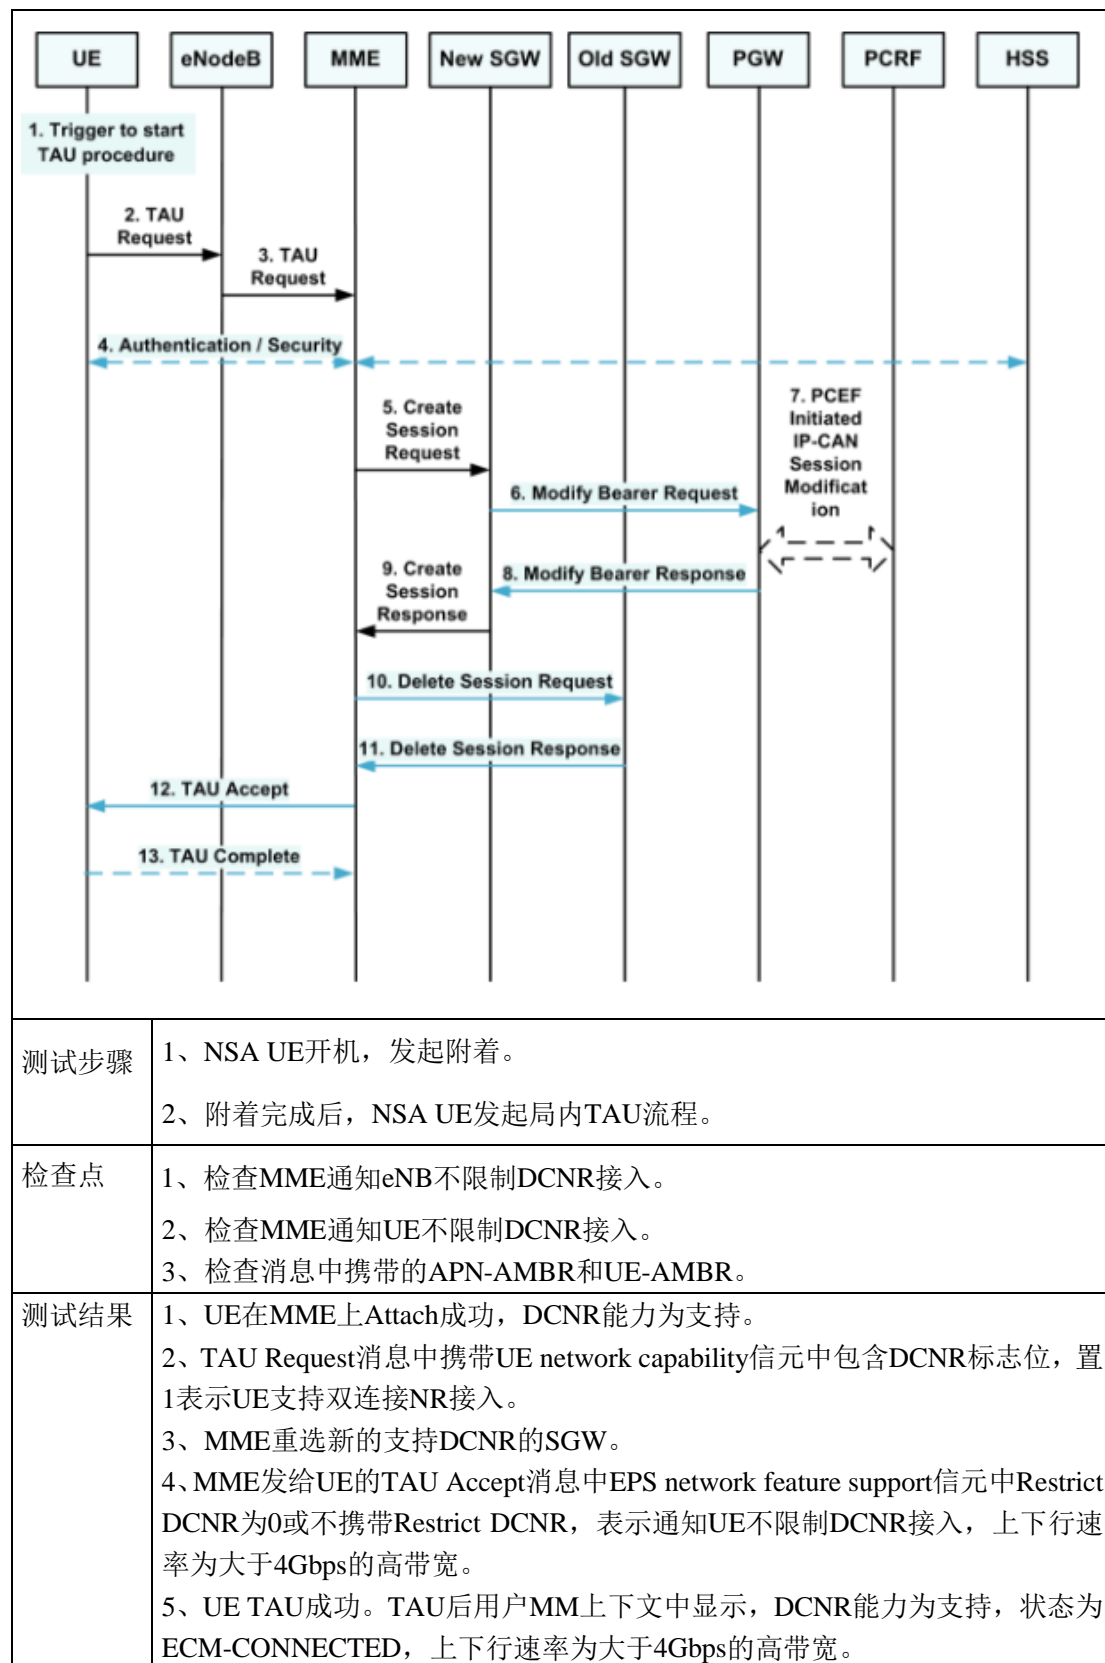 UE eNodeB MME New SGW Old SGW PGW PCRF HSS
1. Trigger to start
TAU procedure
2. TAU
Request
3. TAU
Request
4. Authentication / Security
5. Create
Session
Request
6. Modify Bearer Request
7. PCEF
Initiated
IP-CAN
Session
Modificat
ion
8. Modify Bearer Response
9. Create
Session
Response
10. Delete Session Request
11. Delete Session Response
12. TAU Accept
13. TAU Complete
测试步骤
1、NSA UE开机，发起附着。
2、附着完成后，NSA UE发起局内TAU流程。
检查点
1、检查MME通知eNB不限制DCNR接入。
2、检查MME通知UE不限制DCNR接入。
3、检查消息中携带的APN-AMBR和UE-AMBR。
测试结果
1、UE在MME上Attach成功，DCNR能力为支持。
2、TAU Request消息中携带UE network capability信元中包含DCNR标志位，置
1表示UE支持双连接NR接入。
3、MME重选新的支持DCNR的SGW。
4、MME发给UE的TAU Accept消息中EPS network feature support信元中Restrict
DCNR为0或不携带Restrict DCNR，表示通知UE不限制DCNR接入，上下行速
率为大于4Gbps的高带宽。
5、UE TAU成功。TAU后用户MM上下文中显示，DCNR能力为支持，状态为
ECM-CONNECTED，上下行速率为大于4Gbps的高带宽。